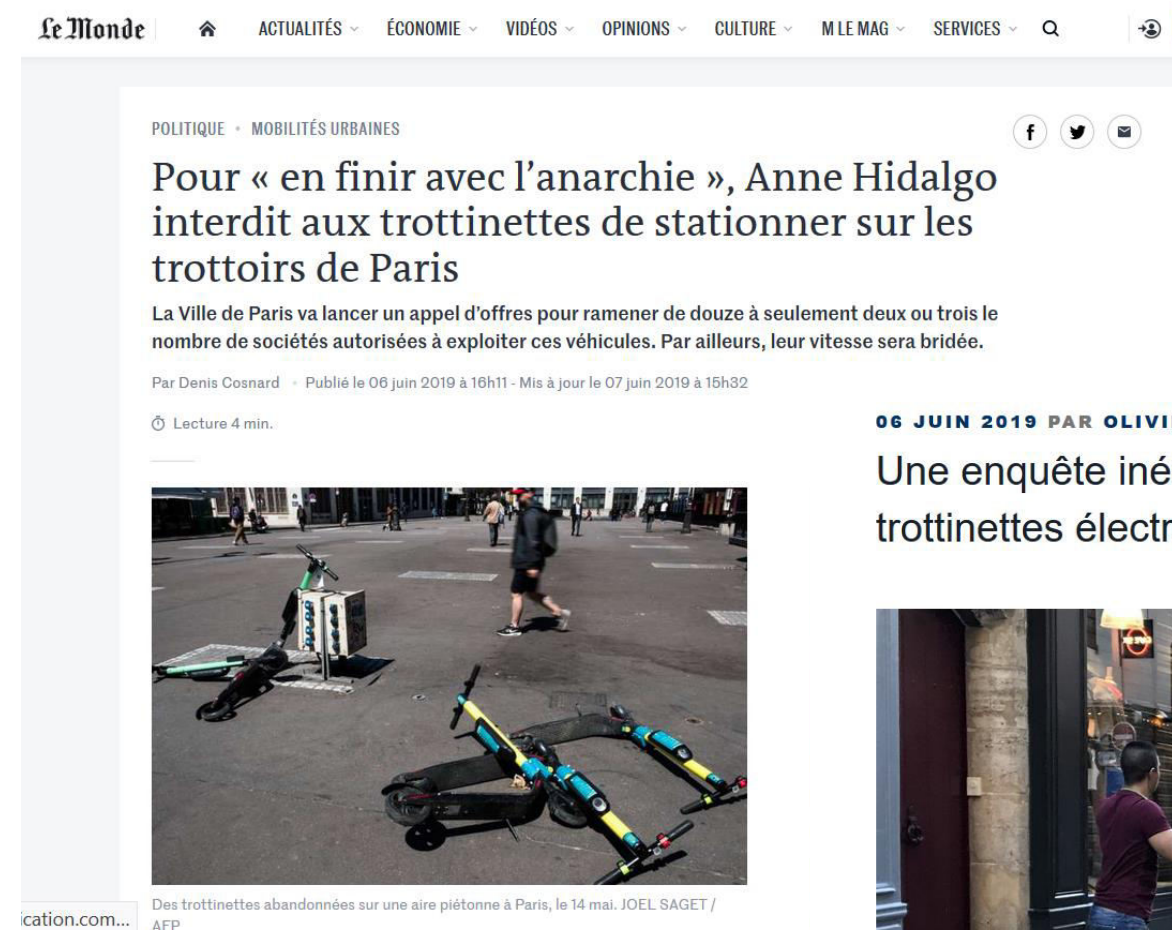 Le Monde
ACTUALITÉS ÉCONOMIE VIDÉOS OPINIONS CULTURE M LE MAG SERVICES
POLITIQUE • MOBILITÉS URBAINES
Pour « en finir avec l’anarchie », Anne Hidalgo
interdit aux trottinettes de stationner sur les
trottoirs de Paris
La Ville de Paris va lancer un appel d’offres pour ramener de douze à seulement deux ou trois le
nombre de sociétés autorisées à exploiter ces véhicules. Par ailleurs, leur vitesse sera bridée.
Par Denis Cosnard • Publié le 06 juin 2019 à 16h11 - Mis à jour le 07 juin 2019 à 15h32
Lecture 4 min.
06 JUIN 2019 PAR
Une enquête
trottinettes
Des trottinettes abandonnées sur une aire piétonne à Paris, le 14 mai. JOEL SAGET /
AFP
ication.com...